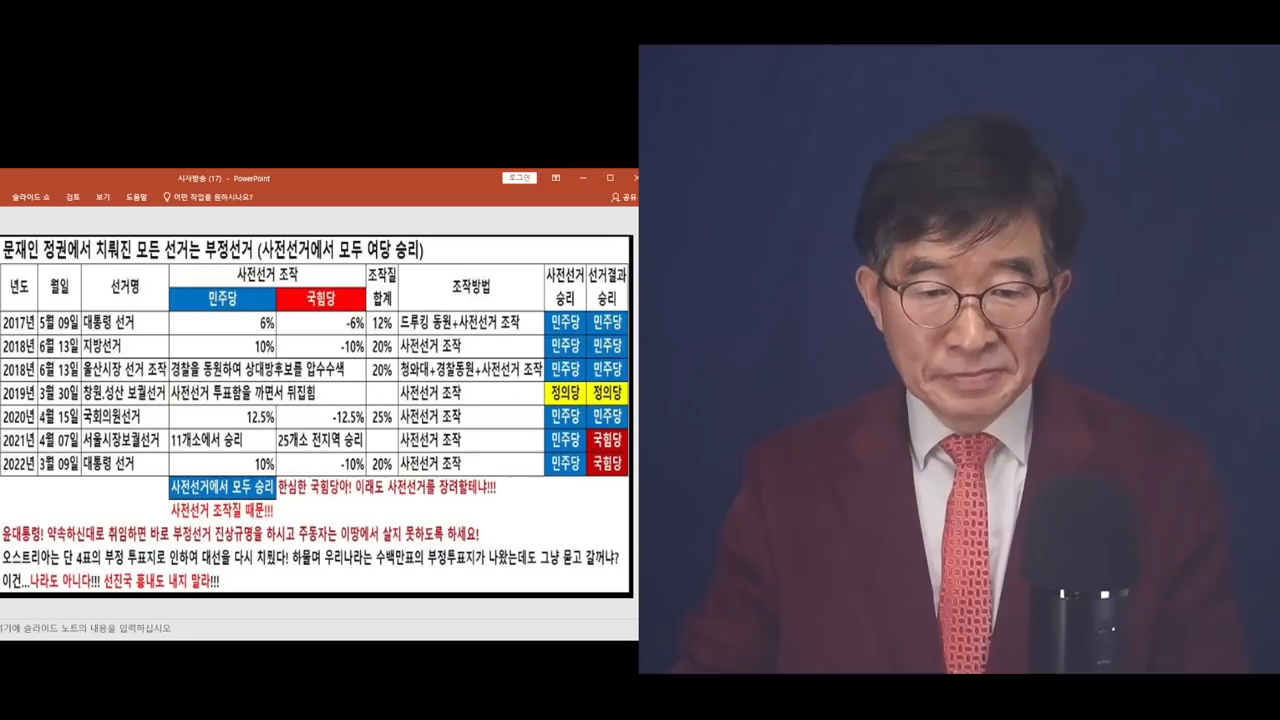 시사방송 (17) - PowerPoint
로그인
슬라이드 쇼 검토 보기 도움말 어떤 작업을 원하시나요? 공유
문재인 정권에서 치뤄진 모든 선거는 부정선거 (사전선거에서 모두 여당 승리)
년도 월일 선거명 사전선거 조작 조작질 합계 조작방법 사전선거 승리 선거결과 승리
민주당 국힘당
2017년 5월 09일 대통령 선거 6% -6% 12% 드루킹 동원+사전선거 조작 민주당 민주당
2018년 6월 13일 지방선거 10% -10% 20% 사전선거 조작 민주당 민주당
2018년 6월 13일 울산시장 선거 조작 경찰을 동원하여 상대방후보를 압수수색 20% 청와대+경찰동원+사전선거 조작 민주당 민주당
2019년 3월 30일 창원.성산 보궐선거 사전선거 투표함을 까면서 뒤집힘 사전선거 조작 정의당 정의당
2020년 4월 15일 국회의원선거 12.5% -12.5% 25% 사전선거 조작 민주당 민주당
2021년 4월 07일 서울시장보궐선거 11개소에서 승리 25개소 전지역 승리 사전선거 조작 민주당 국힘당
2022년 3월 09일 대통령 선거 10% -10% 20% 사전선거 조작 민주당 국힘당
사전선거에서 모두 승리 한심한 국힘당아! 이래도 사전선거를 장려할테냐!!!
사전선거 조작질 때문!!!
윤대통령! 약속하신대로 취임하면 바로 부정선거 진상규명을 하시고 주동자는 이땅에서 살지 못하도록 하세요!
오스트리아는 단 4표의 부정 투표지로 인하여 대선을 다시 치뤘다! 하물며 우리나라는 수백만표의 부정투표지가 나왔는데도 그냥 묻고 갈꺼냐?
이건...나라도 아니다!!! 선진국 흉내도 내지 말라!!!
슬라이드 노트의 내용을 입력하십시오